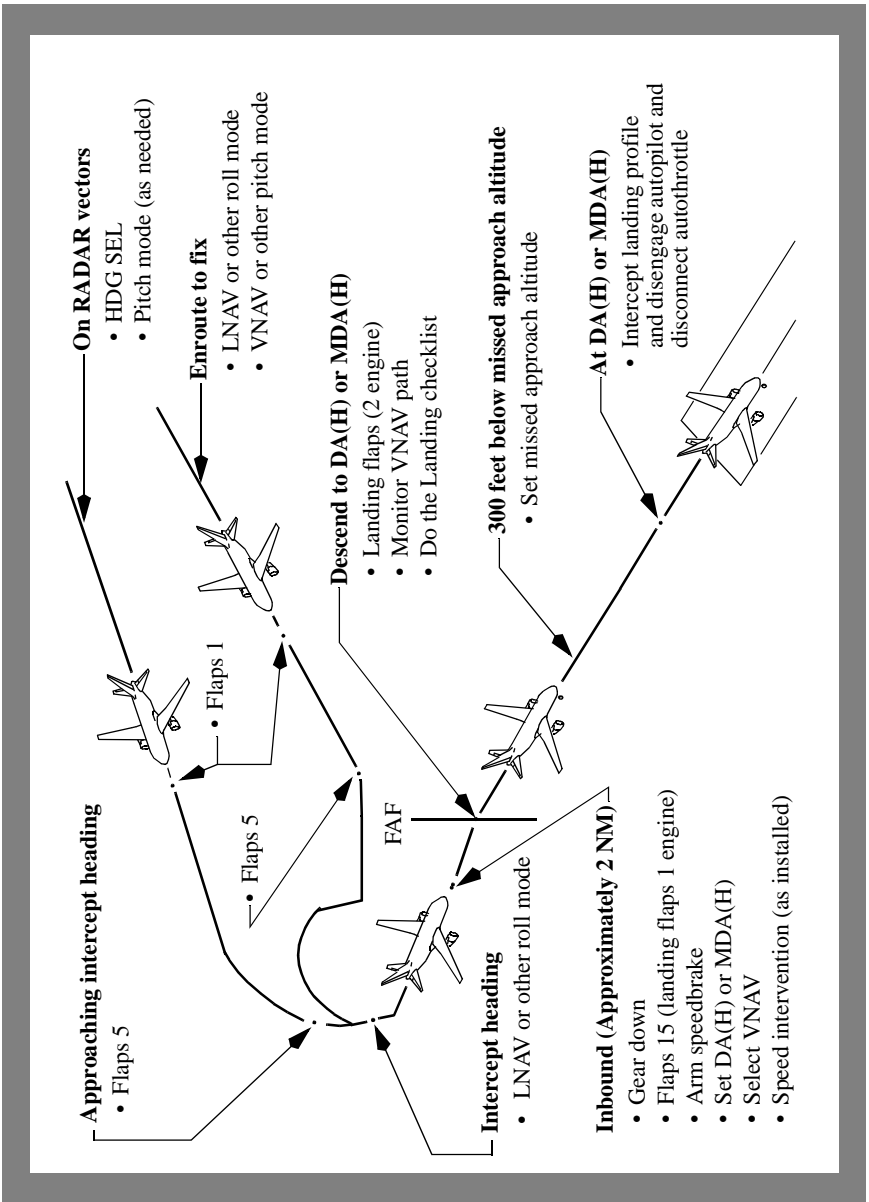 On RADAR vectors
• HDG SEL
• Pitch mode (as needed)
Enroute to fix
• LNAV or other roll mode
• VNAV or other pitch mode
Approaching intercept heading
• Flaps 5
• Flaps 1
• Flaps 5
Descend to DA(H) or MDA(H)
• Landing flaps (2 engine)
• Monitor VNAV path
• Do the Landing checklist
FAF
Intercept heading
• LNAV or other roll mode
300 feet below missed approach altitude
• Set missed approach altitude
Inbound (Approximately 2 NM)
• Gear down
• Flaps 15 (landing flaps 1 engine)
• Arm speedbrake
• Set DA(H) or MDA(H)
• Select VNAV
• Speed intervention (as installed)
At DA(H) or MDA(H)
• Intercept landing profile
and disengage autopilot and
disconnect autothrottle